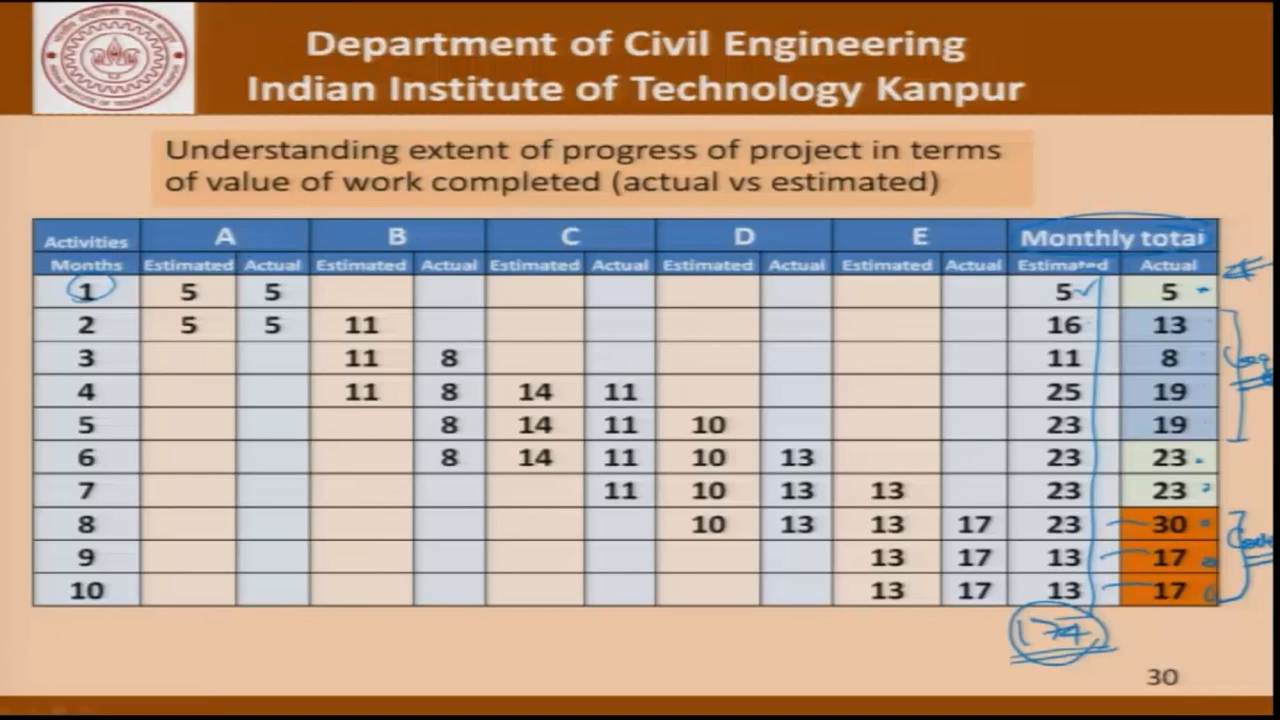 Department of Civil Engineering
Indian Institute of Technology Kanpur
Understanding extent of progress of project in terms
of value of work completed (actual vs estimated)
Activities A B C D E Monthly total
Months Estimated Actual Estimated Actual Estimated Actual Estimated Actual Estimated Actual Estimated Actual
1 5 5 5 5
2 5 5 11 16 13
3 11 8 11 8
4 11 8 14 11 25 19
5 8 14 11 10 23 19
6 8 14 11 10 13 23 23
7 11 10 13 13 23 23
8 10 13 13 17 23 30
9 13 17 13 17
10 13 17 13 17
174
30